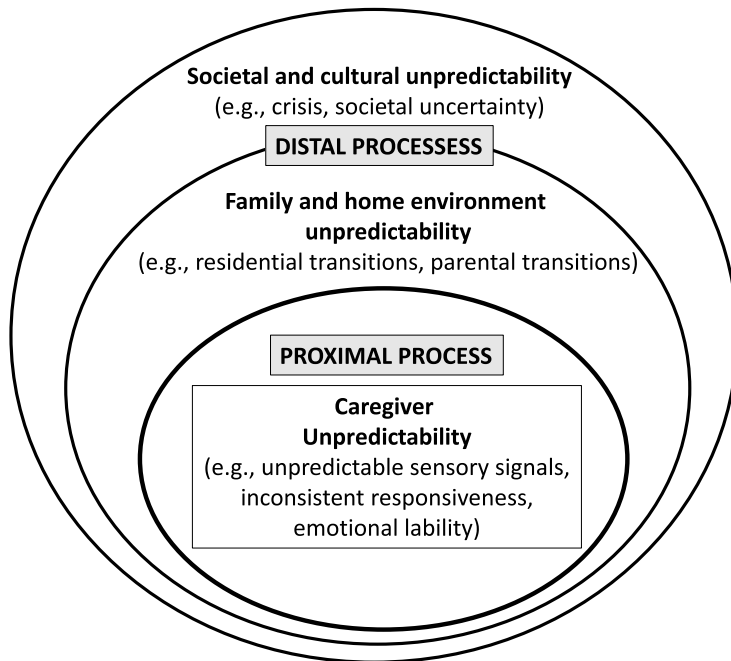 Societal and cultural unpredictability
(e.g., crisis, societal uncertainty)
DISTAL PROCESSESS
Family and home environment
unpredictability
(e.g., residential transitions, parental transitions)
PROXIMAL PROCESS
Caregiver
Unpredictability
(e.g., unpredictable sensory signals,
inconsistent responsiveness,
emotional lability)